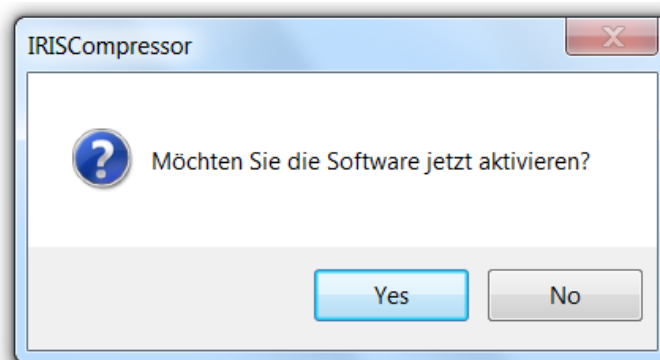 IRISCompressor
Möchten Sie die Software jetzt aktivieren?
Yes
No